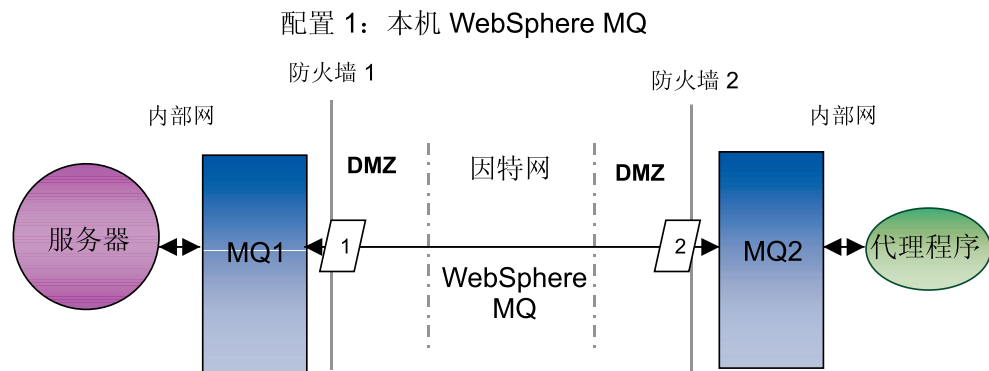 配置 1：本机 WebSphere MQ
防火墙 1
防火墙 2
内部网
内部网
DMZ
因特网
DMZ
服务器
MQ1
1
2
MQ2
代理程序
WebSphere
MQ